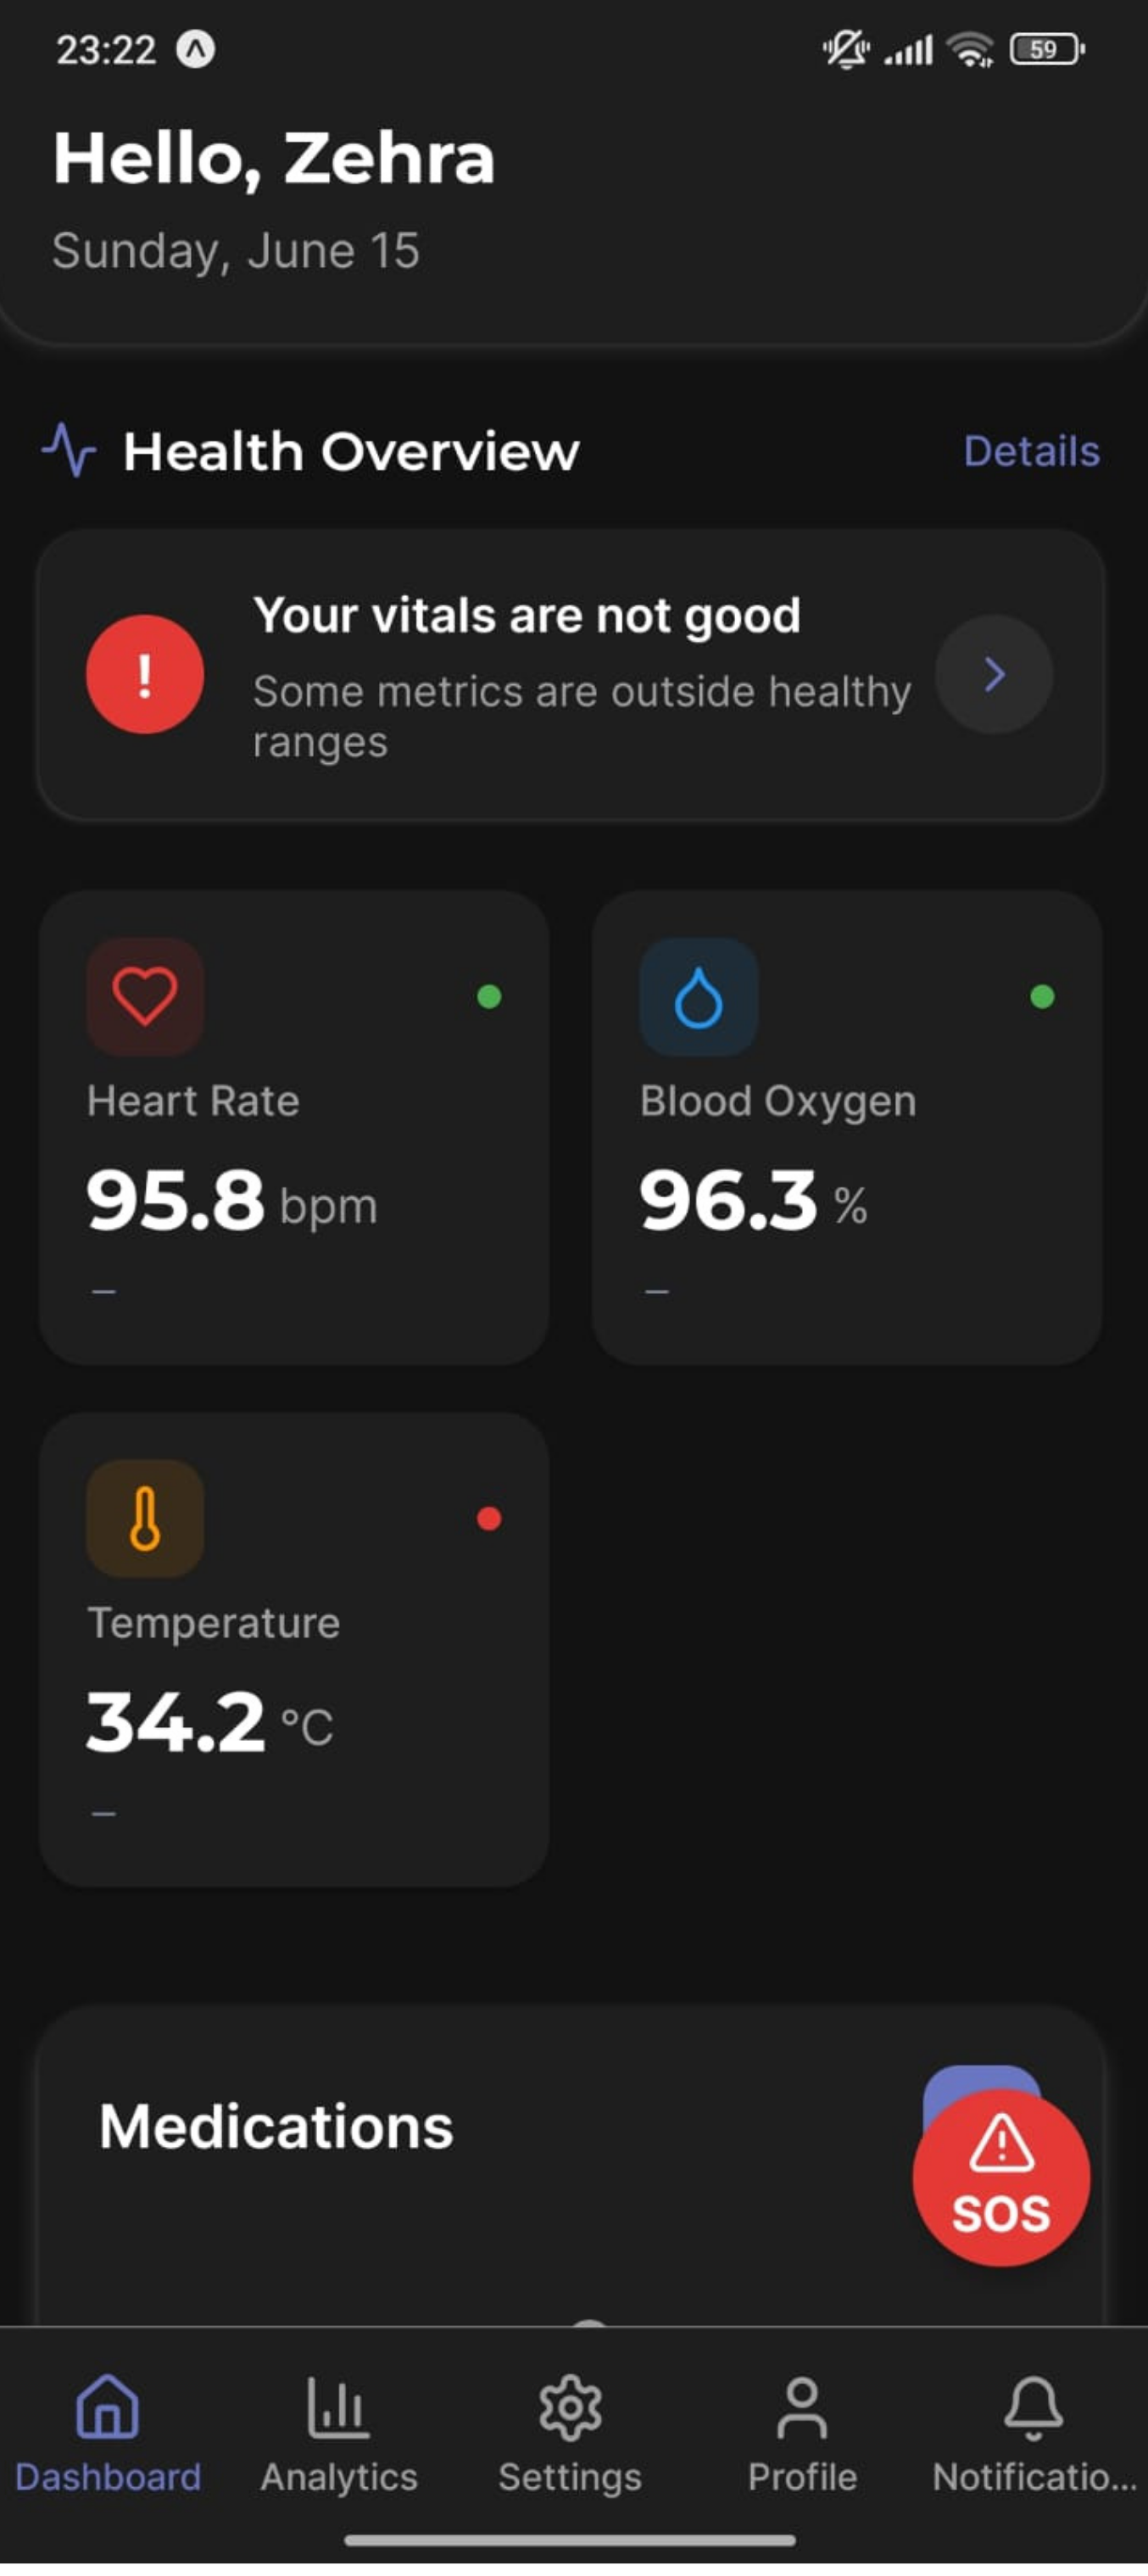 23:22
59
Hello, Zehra
Sunday, June 15
Health Overview
Details
Your vitals are not good
Some metrics are outside healthy
ranges
!
Heart Rate
95.8 bpm
–
Blood Oxygen
96.3 %
–
Temperature
34.2 °C
–
Medications
SOS
Dashboard
Analytics
Settings
Profile
Notificatio...